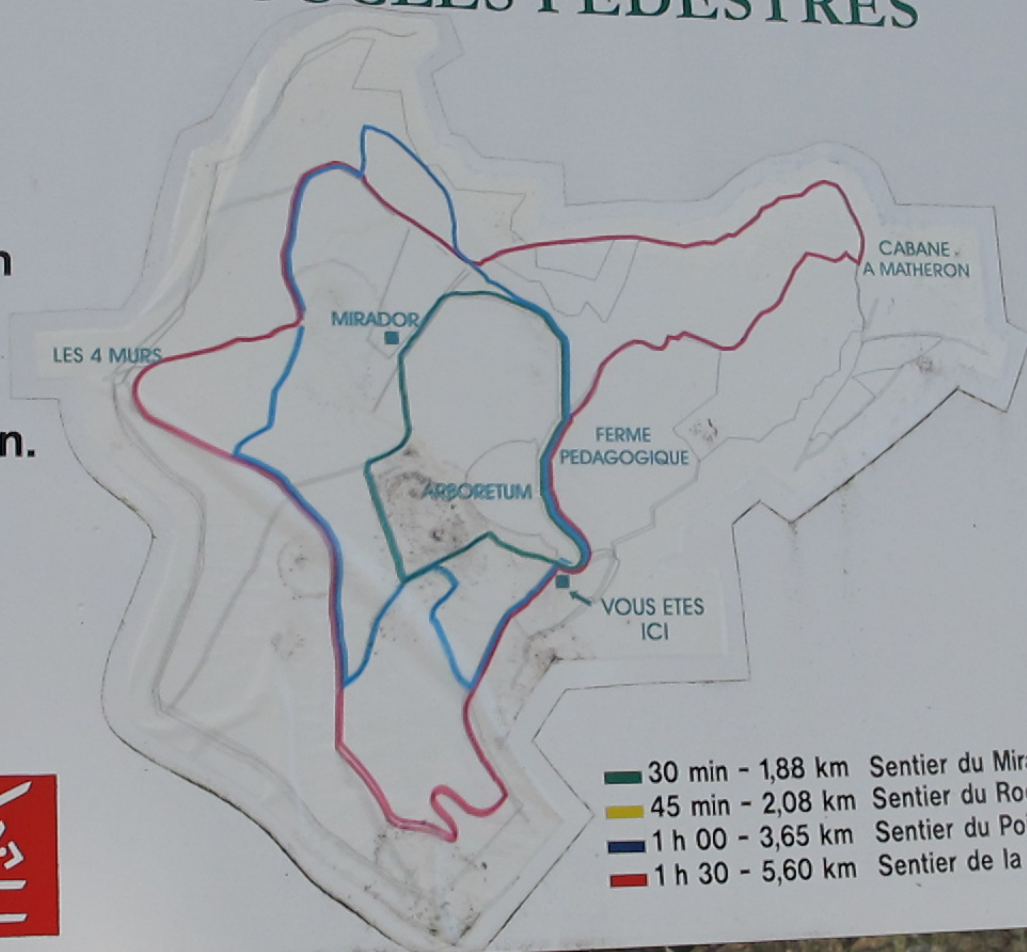 PEDESTRES
CABANE
A MATHERON
MIRADOR
LES 4 MURS
n.
FERME
PEDAGOGIQUE
ARBORETUM
VOUS ETES
ICI
30 min - 1,88 km Sentier du
45 min - 2,08 km Sentier du
1 h 00 - 3,65 km Sentier du
1 h 30 - 5,60 km Sentier de la